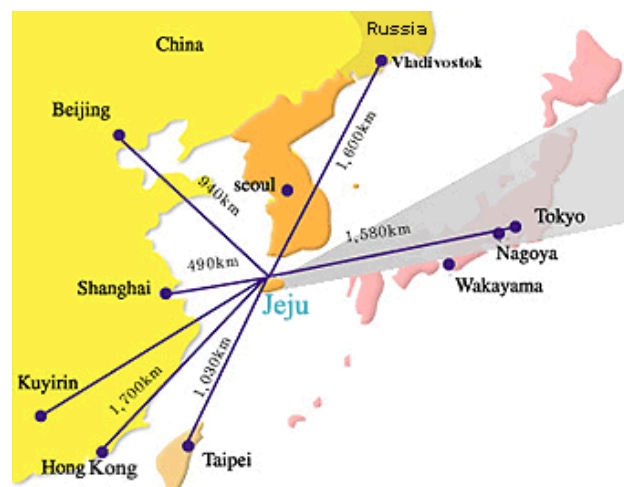 Russia
China
Vladivostok
Beijing
1,600km
940km
seoul
Tokyo
1,580km
Nagoya
490km
Shanghai
Wakayama
Jeju
1,030km
Kuyirin
1,700km
Hong Kong
Taipei